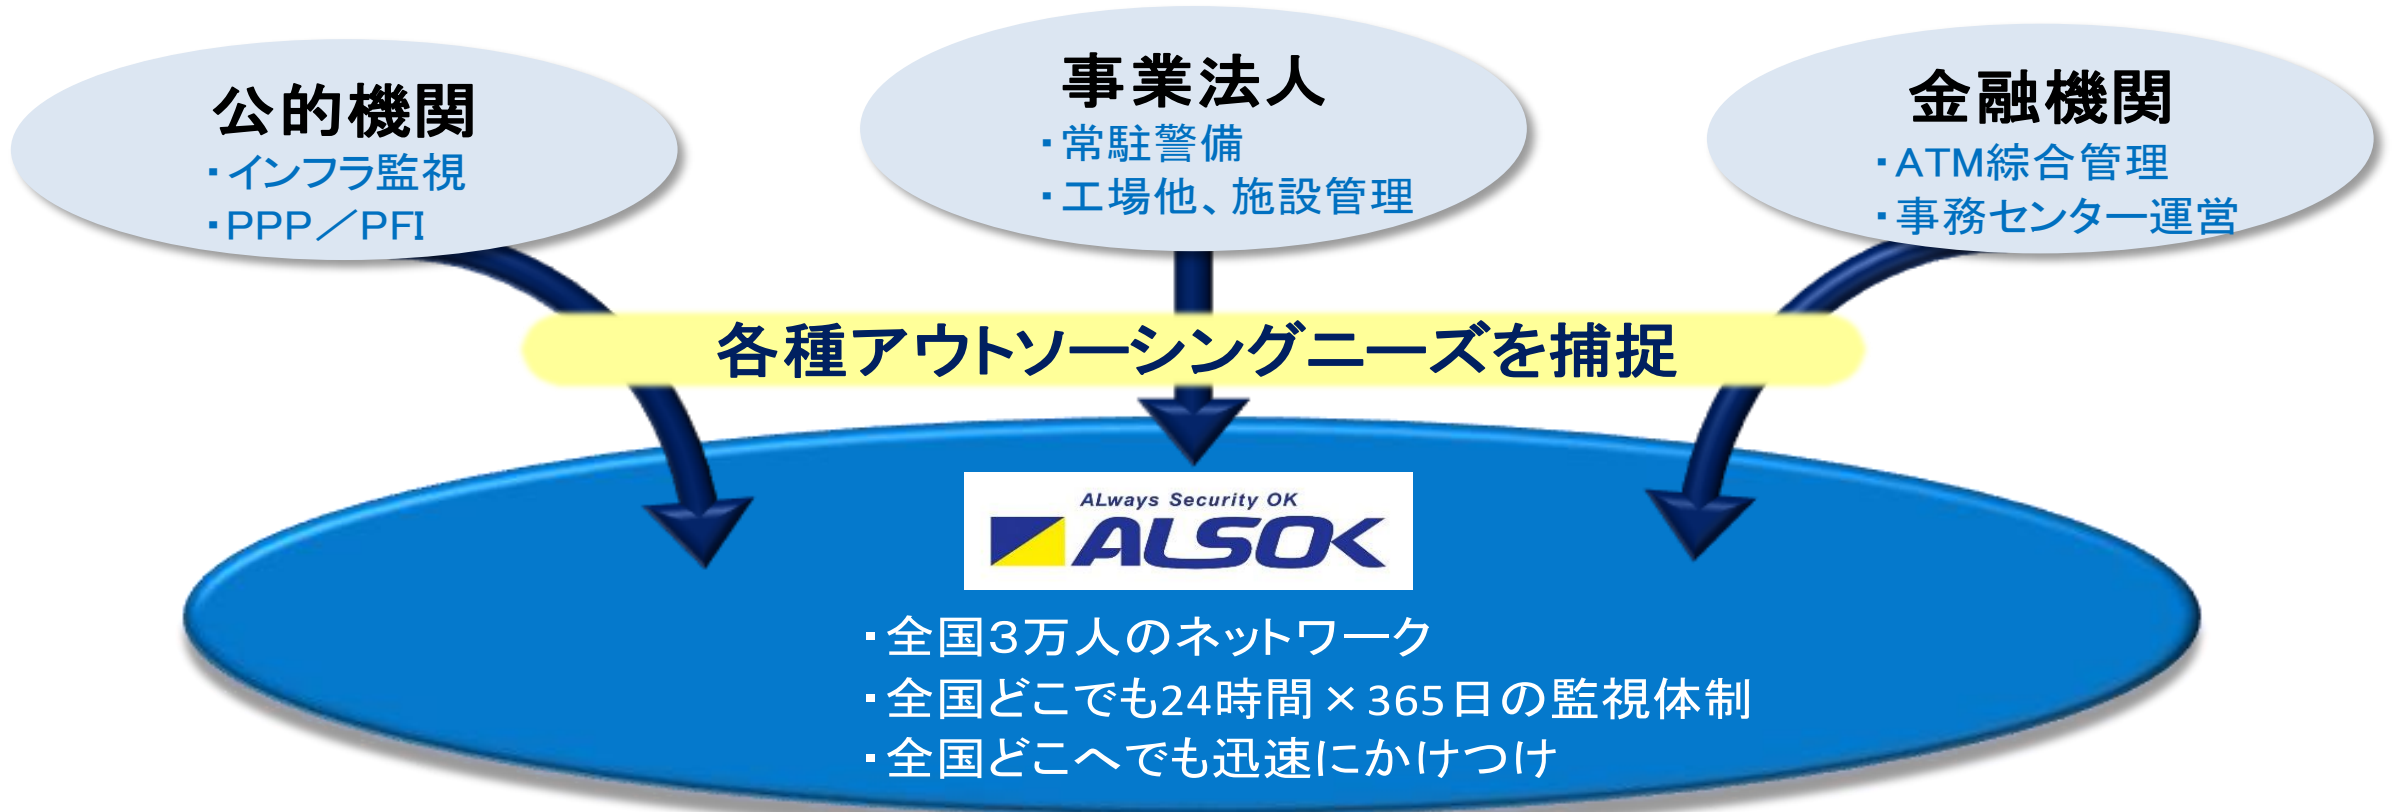 公的機関
・インフラ監視
・PPP／PFI
事業法人
・常駐警備
・工場他、施設管理
金融機関
・ATM綜合管理
・事務センター運営
各種アウトソーシングニーズを捕捉
ALways Security OK
ALSOK
・全国３万人のネットワーク
・全国どこでも24時間×365日の監視体制
・全国どこへでも迅速にかけつけ